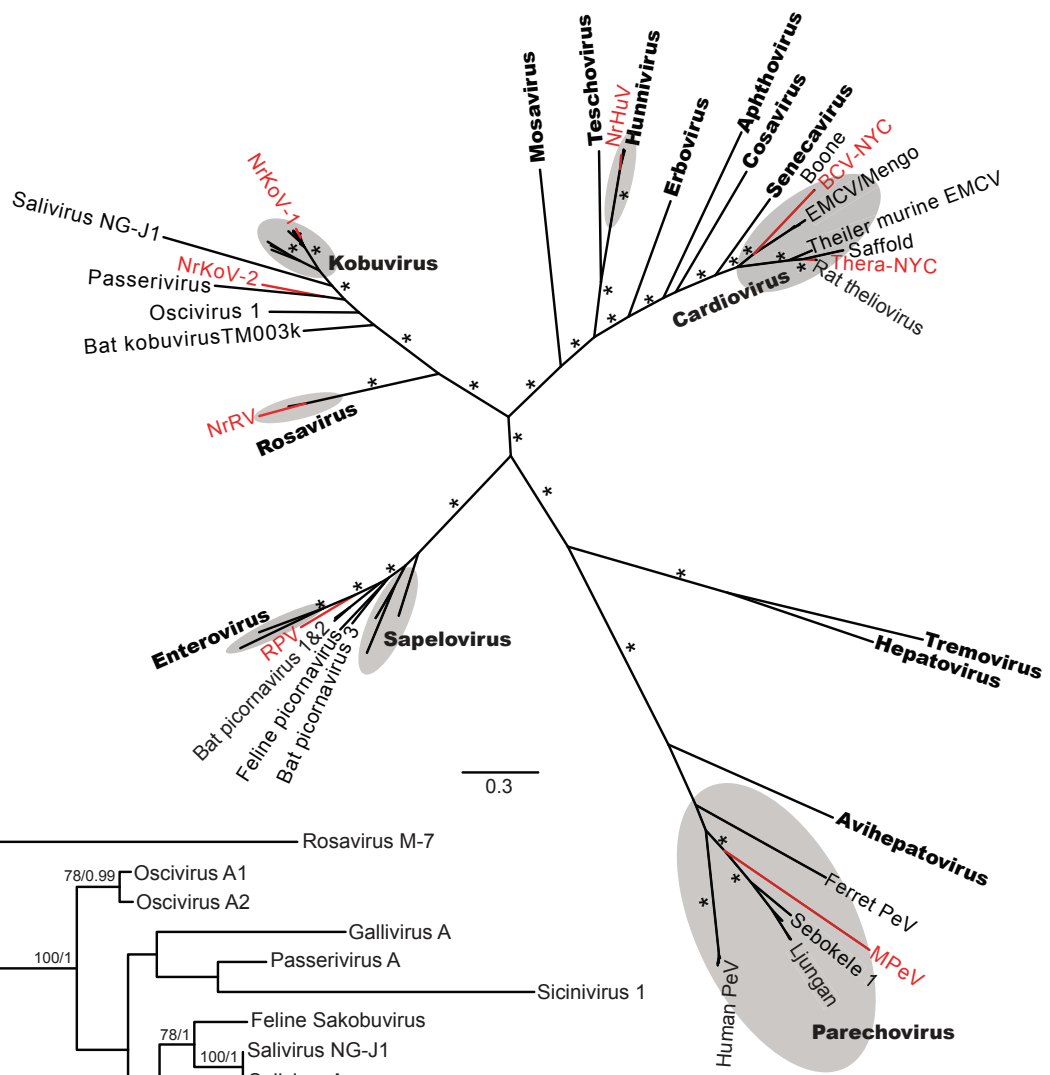 Mosavirus
Teschovirus
NrHuV
Hunnivirus
Erbovirus
Aphthovirus
Cosavirus
Senecavirus
Boone
BCV-NYC
EMCV/Mengo
Theiler murine EMCV
Saffold
Thera-NYC
Rat theliovirus
Cardiovirus
NrKoV-1
Salivirus NG-J1
Kobuvirus
NrKoV-2
Passerivirus
Oscivirus 1
Bat kobuvirusTM003k
NrRV
Rosavirus
Enterovirus
RPV
Bat picornavirus 1&2
Feline picornavirus
Bat picornavirus 3
Sapelovirus
Tremovirus
Hepatovirus
Avihepatovirus
Ferret PeV
MPeV
Sebokele 1
Ljungan
Human PeV
Parechovirus
0.3
Rosavirus M-7
78/0.99
Oscivirus A1
Oscivirus A2
100/1
Gallivirus A
Passerivirus A
Sicinivirus 1
78/1
Feline Sakobuvirus
100/1
Salivirus NG-J1